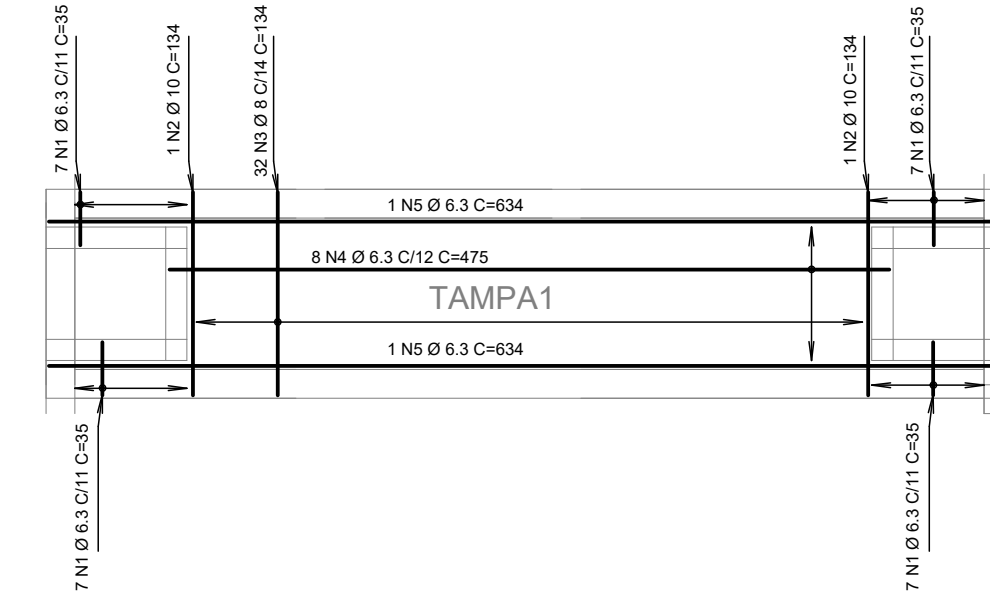 7 N1 Ø 6.3 C/11 C=35
1 N2 Ø 10 C=134
32 N3 Ø 8 C/14 C=134
1 N2 Ø 10 C=134
7 N1 Ø 6.3 C/11 C=35
1 N5 Ø 6.3 C=634
8 N4 Ø 6.3 C/12 C=475
TAMPA1
1 N5 Ø 6.3 C=634
7 N1 Ø 6.3 C/11 C=35
7 N1 Ø 6.3 C/11 C=35